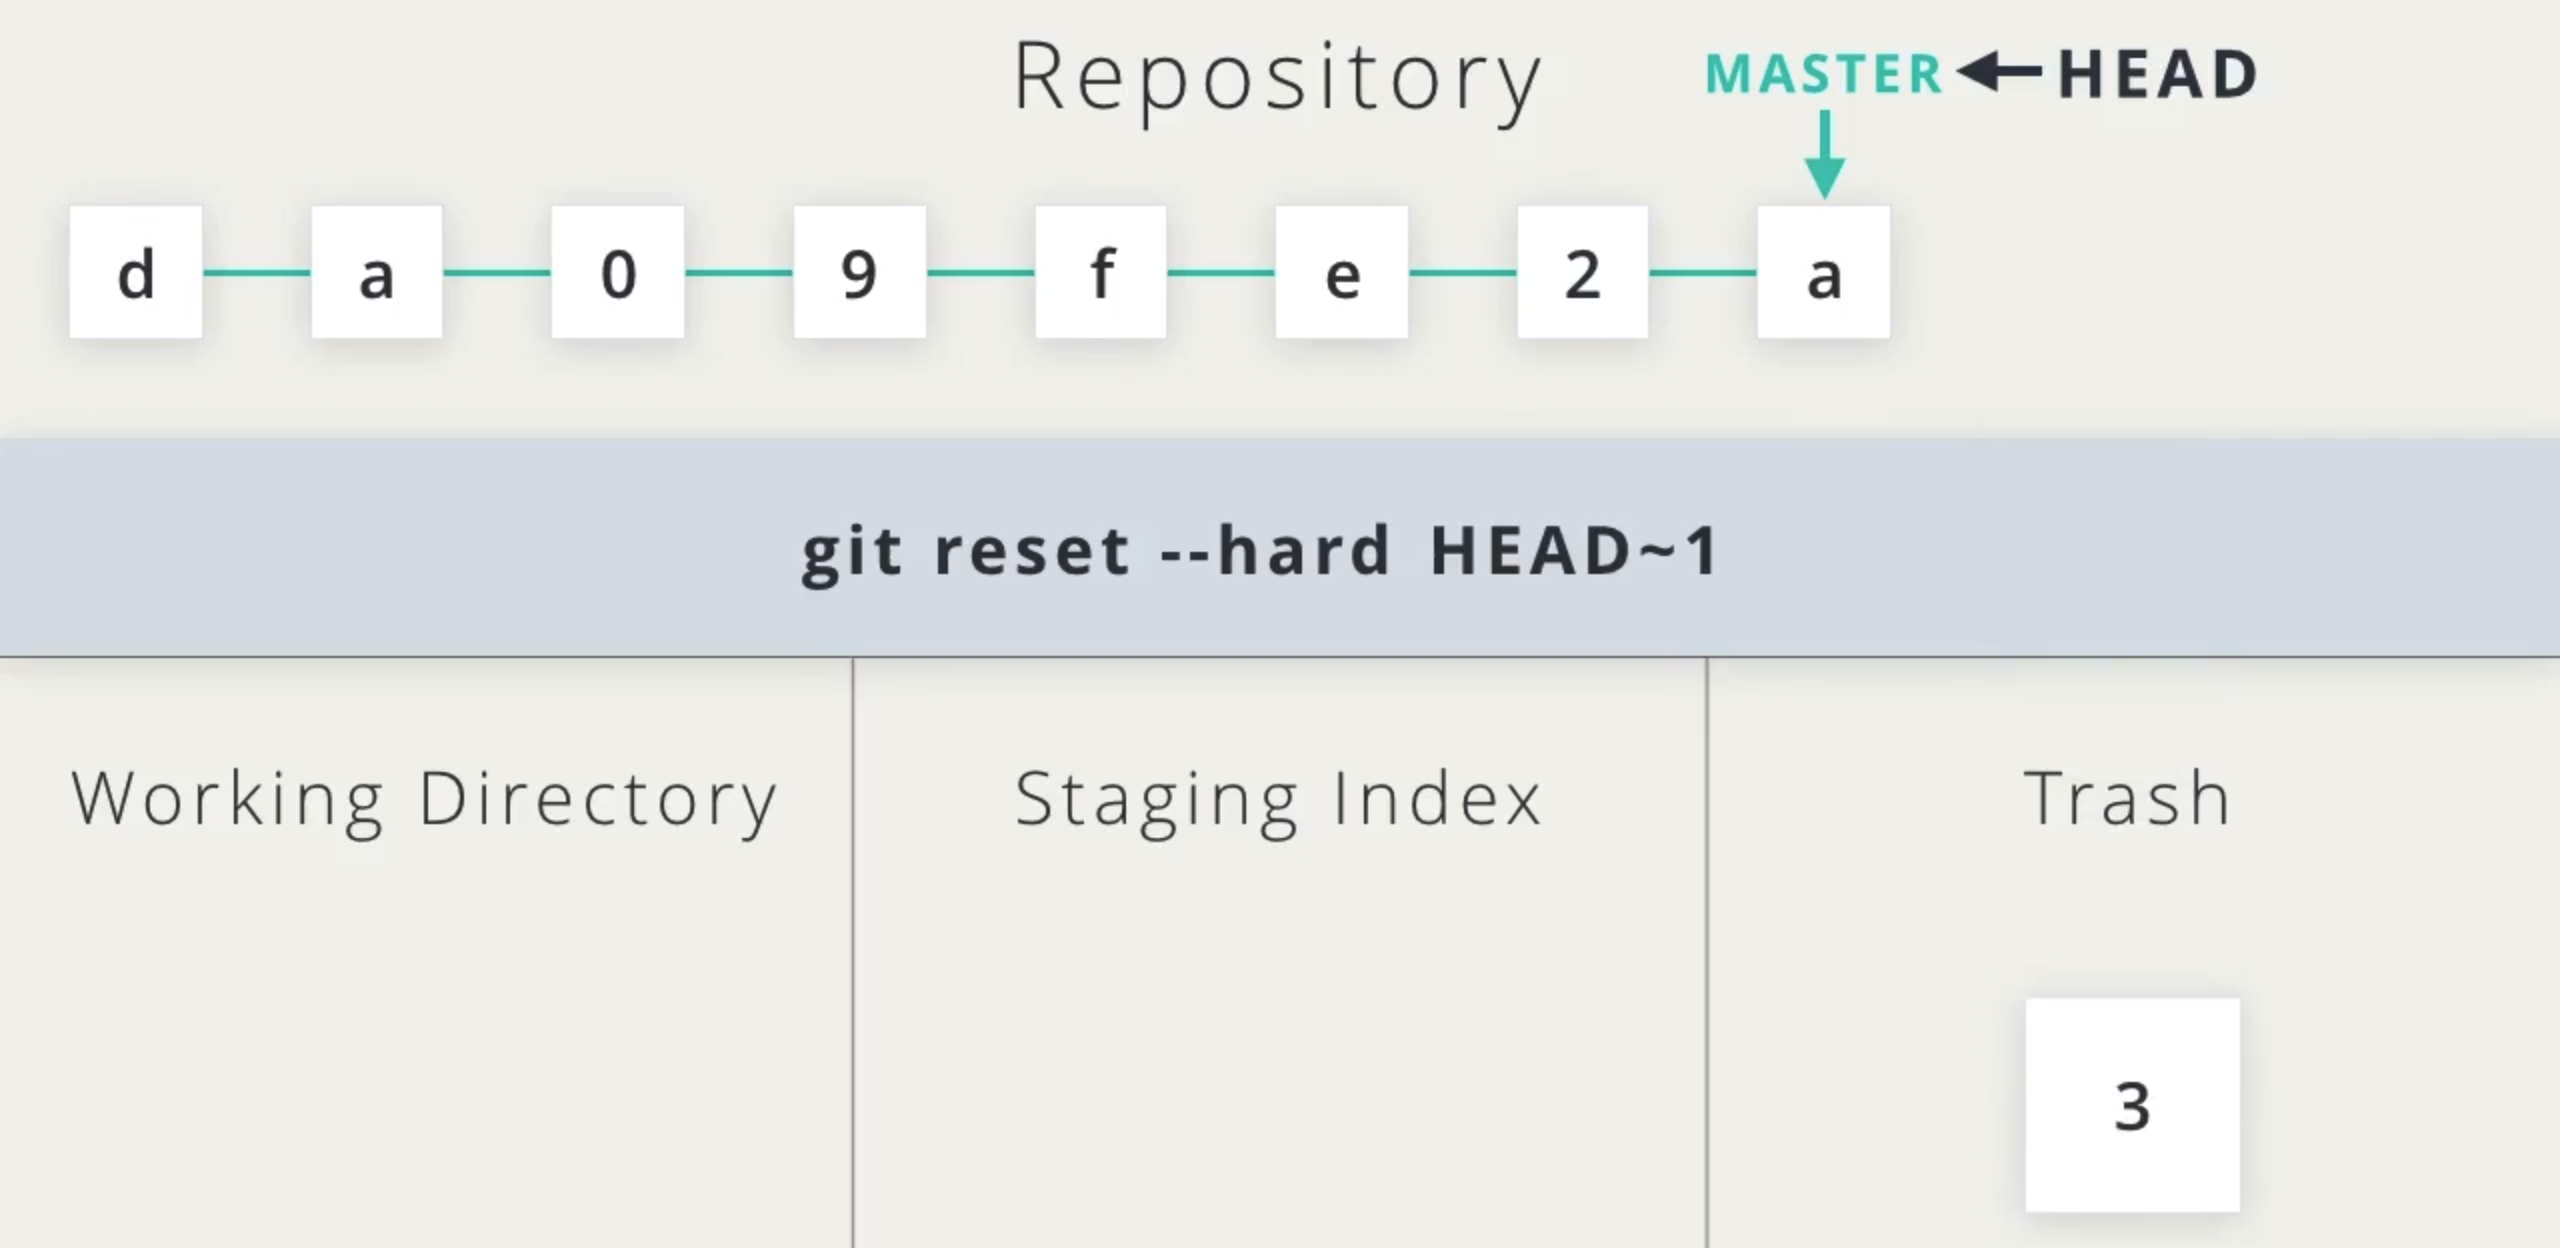 Repository
MASTER HEAD
d a 0 9 f e 2 a
git reset --hard HEAD~1
Working Directory
Staging Index
Trash
3